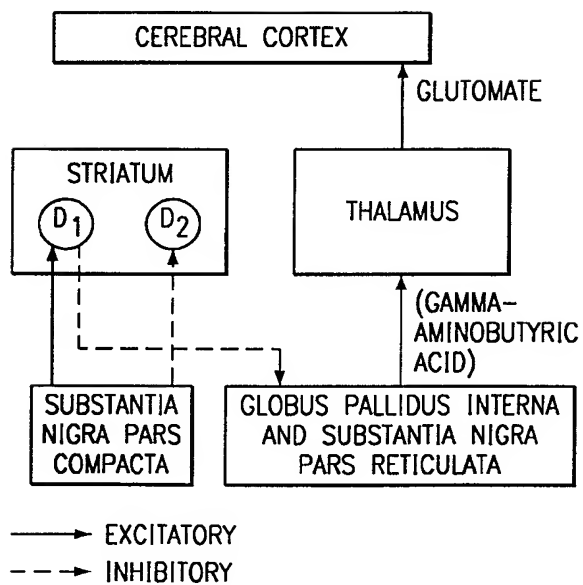 CEREBRAL CORTEX
GLUTOMATE
STRIATUM
D1
D2
THALAMUS
(GAMMA-
AMINOBUTYRIC
ACID)
SUBSTANTIA
NIGRA PARS
COMPACTA
GLOBUS PALLIDUS INTERNA
AND SUBSTANTIA NIGRA
PARS RETICULATA
EXCITATORY
INHIBITORY